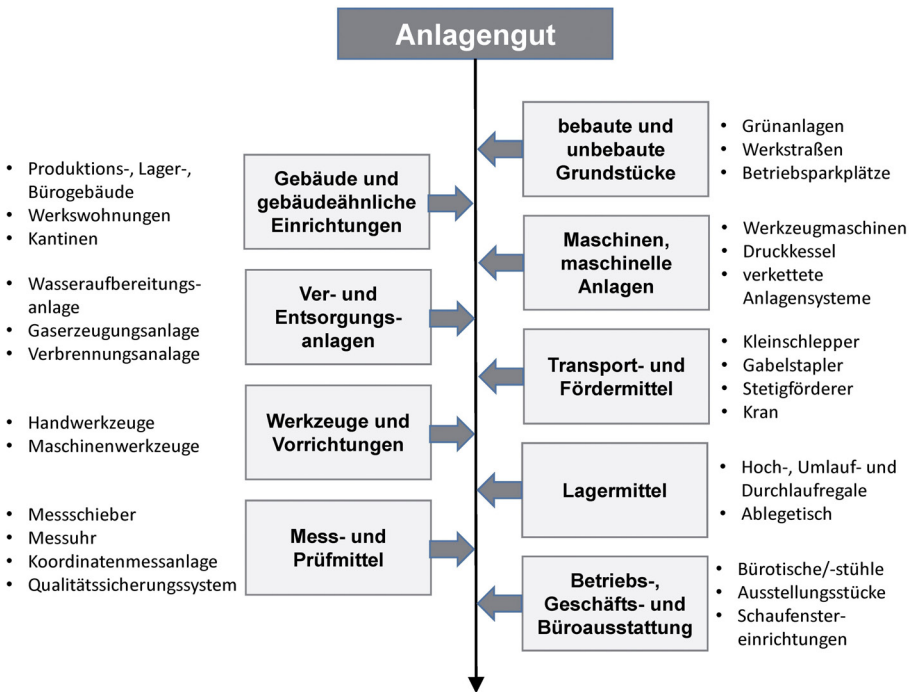 Anlagengut
bebaute und
unbebaute
Grundstücke
• Grünanlagen
• Werkstraßen
• Betriebsparkplätze
• Produktions-, Lager-,
Bürogebäude
• Werkswohnungen
• Kantinen
Gebäude und
gebäudeähnliche
Einrichtungen
Maschinen,
maschinelle
Anlagen
• Werkzeugmaschinen
• Druckkessel
• verkettete
Anlagensysteme
• Wasseraufbereitungs-
anlage
• Gaserzeugungsanlage
• Verbrennungsanalage
Ver- und
Entsorgungs-
anlagen
Transport- und
Fördermittel
• Kleinschlepper
• Gabelstapler
• Stetigförderer
• Kran
• Handwerkzeuge
• Maschinenwerkzeuge
Werkzeuge und
Vorrichtungen
Lagermittel
• Hoch-, Umlauf- und
Durchlaufregale
• Ablegetisch
• Messschieber
• Messuhr
• Koordinatenmessanlage
• Qualitätssicherungssystem
Mess- und
Prüfmittel
Betriebs-,
Geschäfts- und
Büroausstattung
• Bürotische/-stühle
• Ausstellungsstücke
• Schaufenster-
einrichtungen